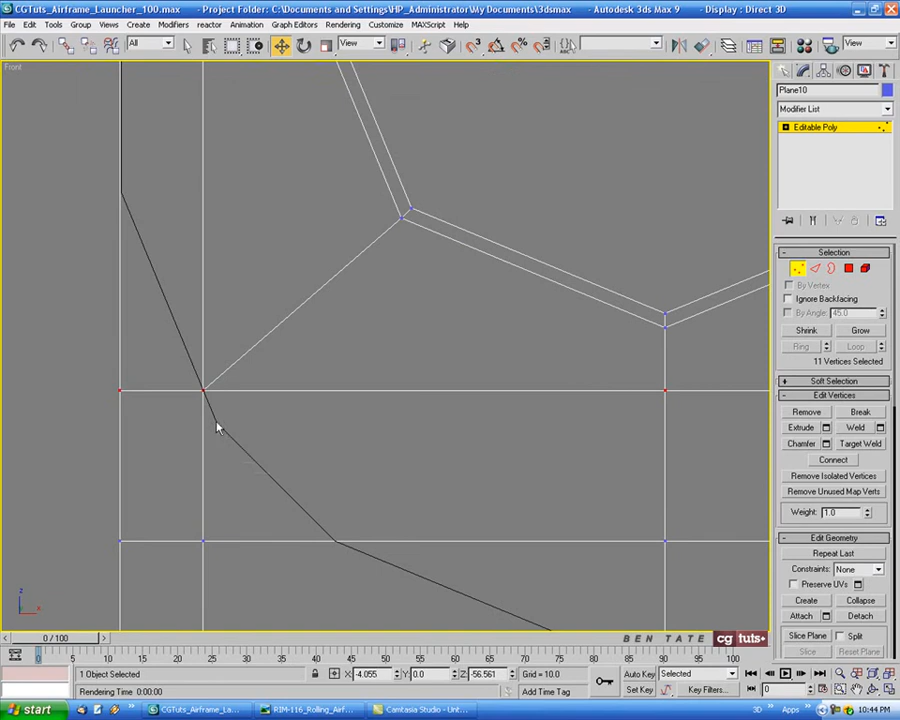 CGTuts_Airframe_Launcher_100.max - Project Folder: C:\Documents and Settings\HP_Administrator\My Documents\3dsmax - Autodesk 3ds Max 9 - Display : Direct 3D
File Edit Tools Group Views Create Modifiers reactor Animation Graph Editors Rendering Customize MAXScript Help
All View View
Front
Plane10
Modifier List
Editable Poly
Selection
By Vertex
Ignore Backfacing
By Angle: 45.0
Shrink Grow
Ring Loop
11 Vertices Selected
Soft Selection
Edit Vertices
Remove Break
Extrude Weld
Chamfer Target Weld
Connect
Remove Isolated Vertices
Remove Unused Map Verts
Weight: 1.0
Edit Geometry
Repeat Last
Constraints: None
Preserve UVs
Create Collapse
Attach Detach
Slice Plane Split
Slice Reset Plane
z
x
0 / 100
BEN TATE cg tuts+
0 5 10 15 20 25 30 35 40 45 50 55 60 65 70 75 80 85 90 95 100
1 Object Selected X: -4.055 Y: 0.0 Z: -56.561 Grid = 10.0 Auto Key Selected
Rendering Time 0:00:00 Add Time Tag Set Key Key Filters... 0
start CGTuts_Airframe_La... RIM-116_Rolling_Airf... Camtasia Studio - Unt... 3D Apps 10:44 PM